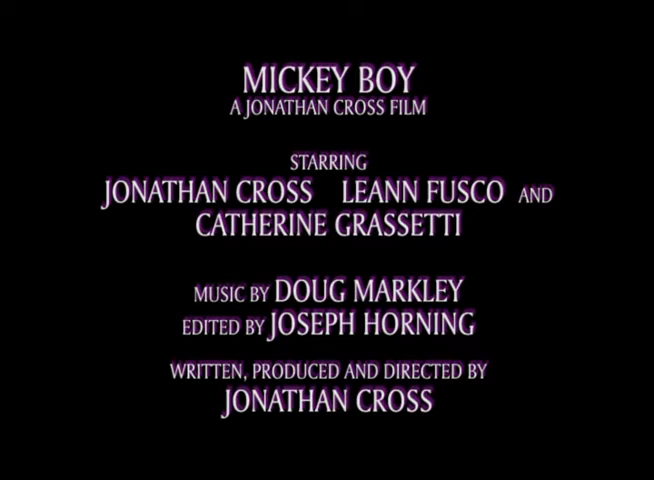 MICKEY BOY
A JONATHAN CROSS FILM
STARRING
JONATHAN CROSS LEANN FUSCO AND
CATHERINE GRASSETTI
MUSIC BY DOUG MARKLEY
EDITED BY JOSEPH HORNING
WRITTEN, PRODUCED AND DIRECTED BY
JONATHAN CROSS